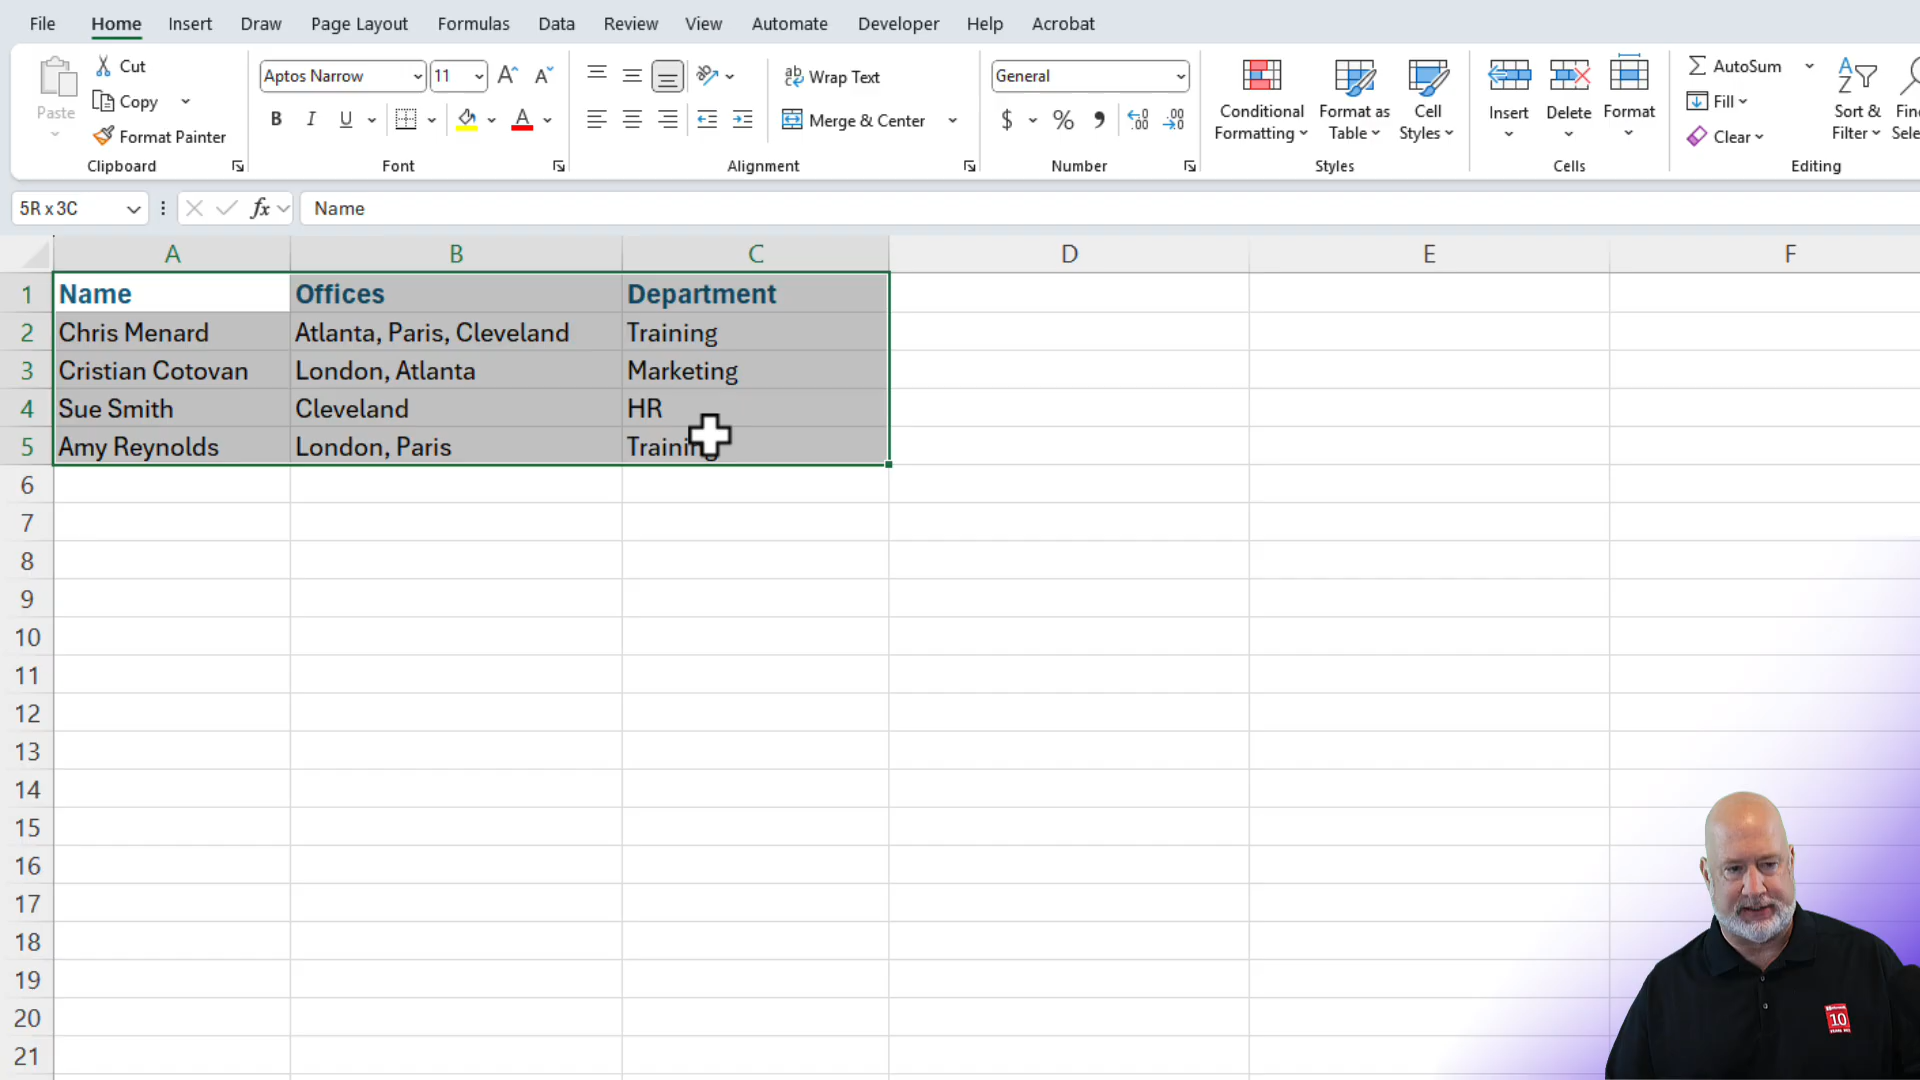 File Home Insert Draw Page Layout Formulas Data Review View Automate Developer Help Acrobat
Paste
Cut
Copy
Format Painter
Clipboard
Aptos Narrow 11 A A
B I U A
Font
ab Wrap Text
Merge & Center
Alignment
General
$ % 9
Number
Conditional Formatting
Format as Table
Cell Styles
Styles
Insert Delete Format
Cells
AutoSum
Fill
Clear
Sort & Filter
Editing
5R x 3C fx Name
A B C D E F
1 Name Offices Department
2 Chris Menard Atlanta, Paris, Cleveland Training
3 Cristian Cotovan London, Atlanta Marketing
4 Sue Smith Cleveland HR
5 Amy Reynolds London, Paris Training
6
7
8
9
10
11
12
13
14
15
16
17
18
19
20
21
10